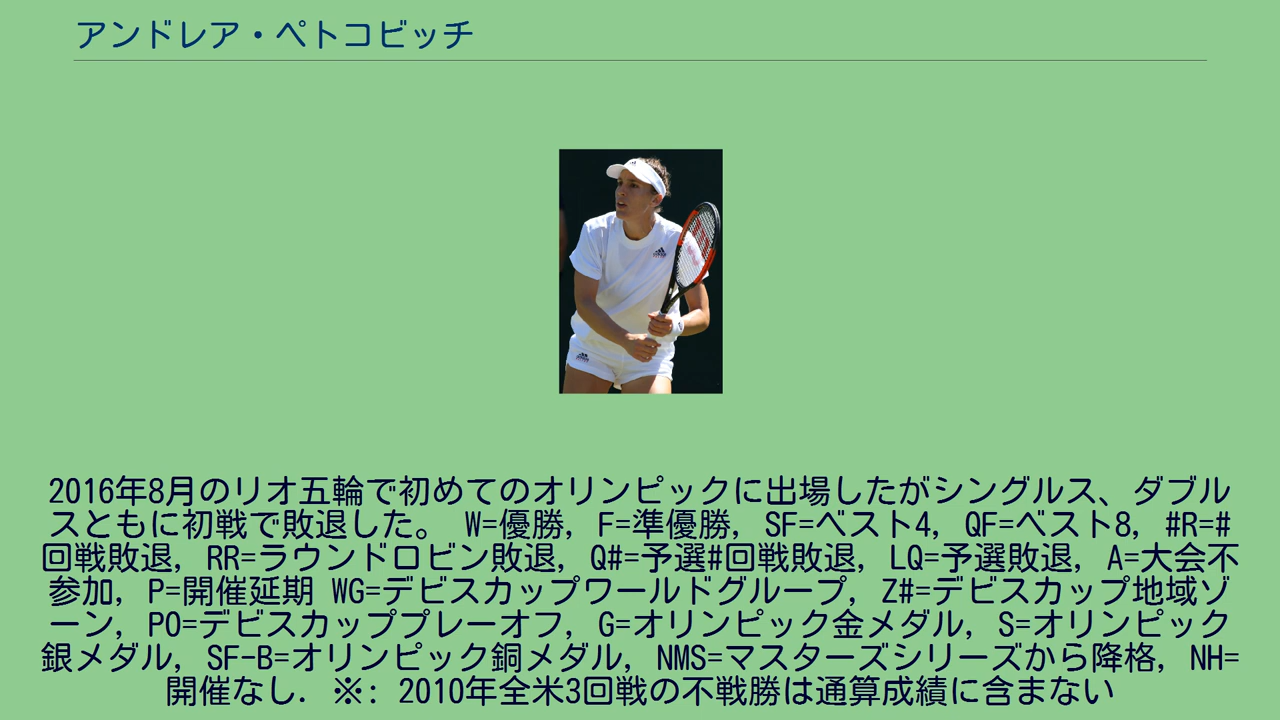 アンドレア・ペトコビッチ
2016年8月のリオ五輪で初めてのオリンピックに出場したがシングルス、ダブル
スともに初戦で敗退した。 W=優勝, F=準優勝, SF=ベスト4, QF=ベスト8, #R=#
回戦敗退, RR=ラウンドロビン敗退, Q#=予選#回戦敗退, LQ=予選敗退, A=大会不
参加, P=開催延期 WG=デビスカップワールドグループ, Z#=デビスカップ地域ゾ
ーン, PO=デビスカッププレーオフ, G=オリンピック金メダル, S=オリンピック
銀メダル, SF-B=オリンピック銅メダル, NMS=マスターズシリーズから降格, NH=
開催なし. ※: 2010年全米3回戦の不戦勝は通算成績に含まない